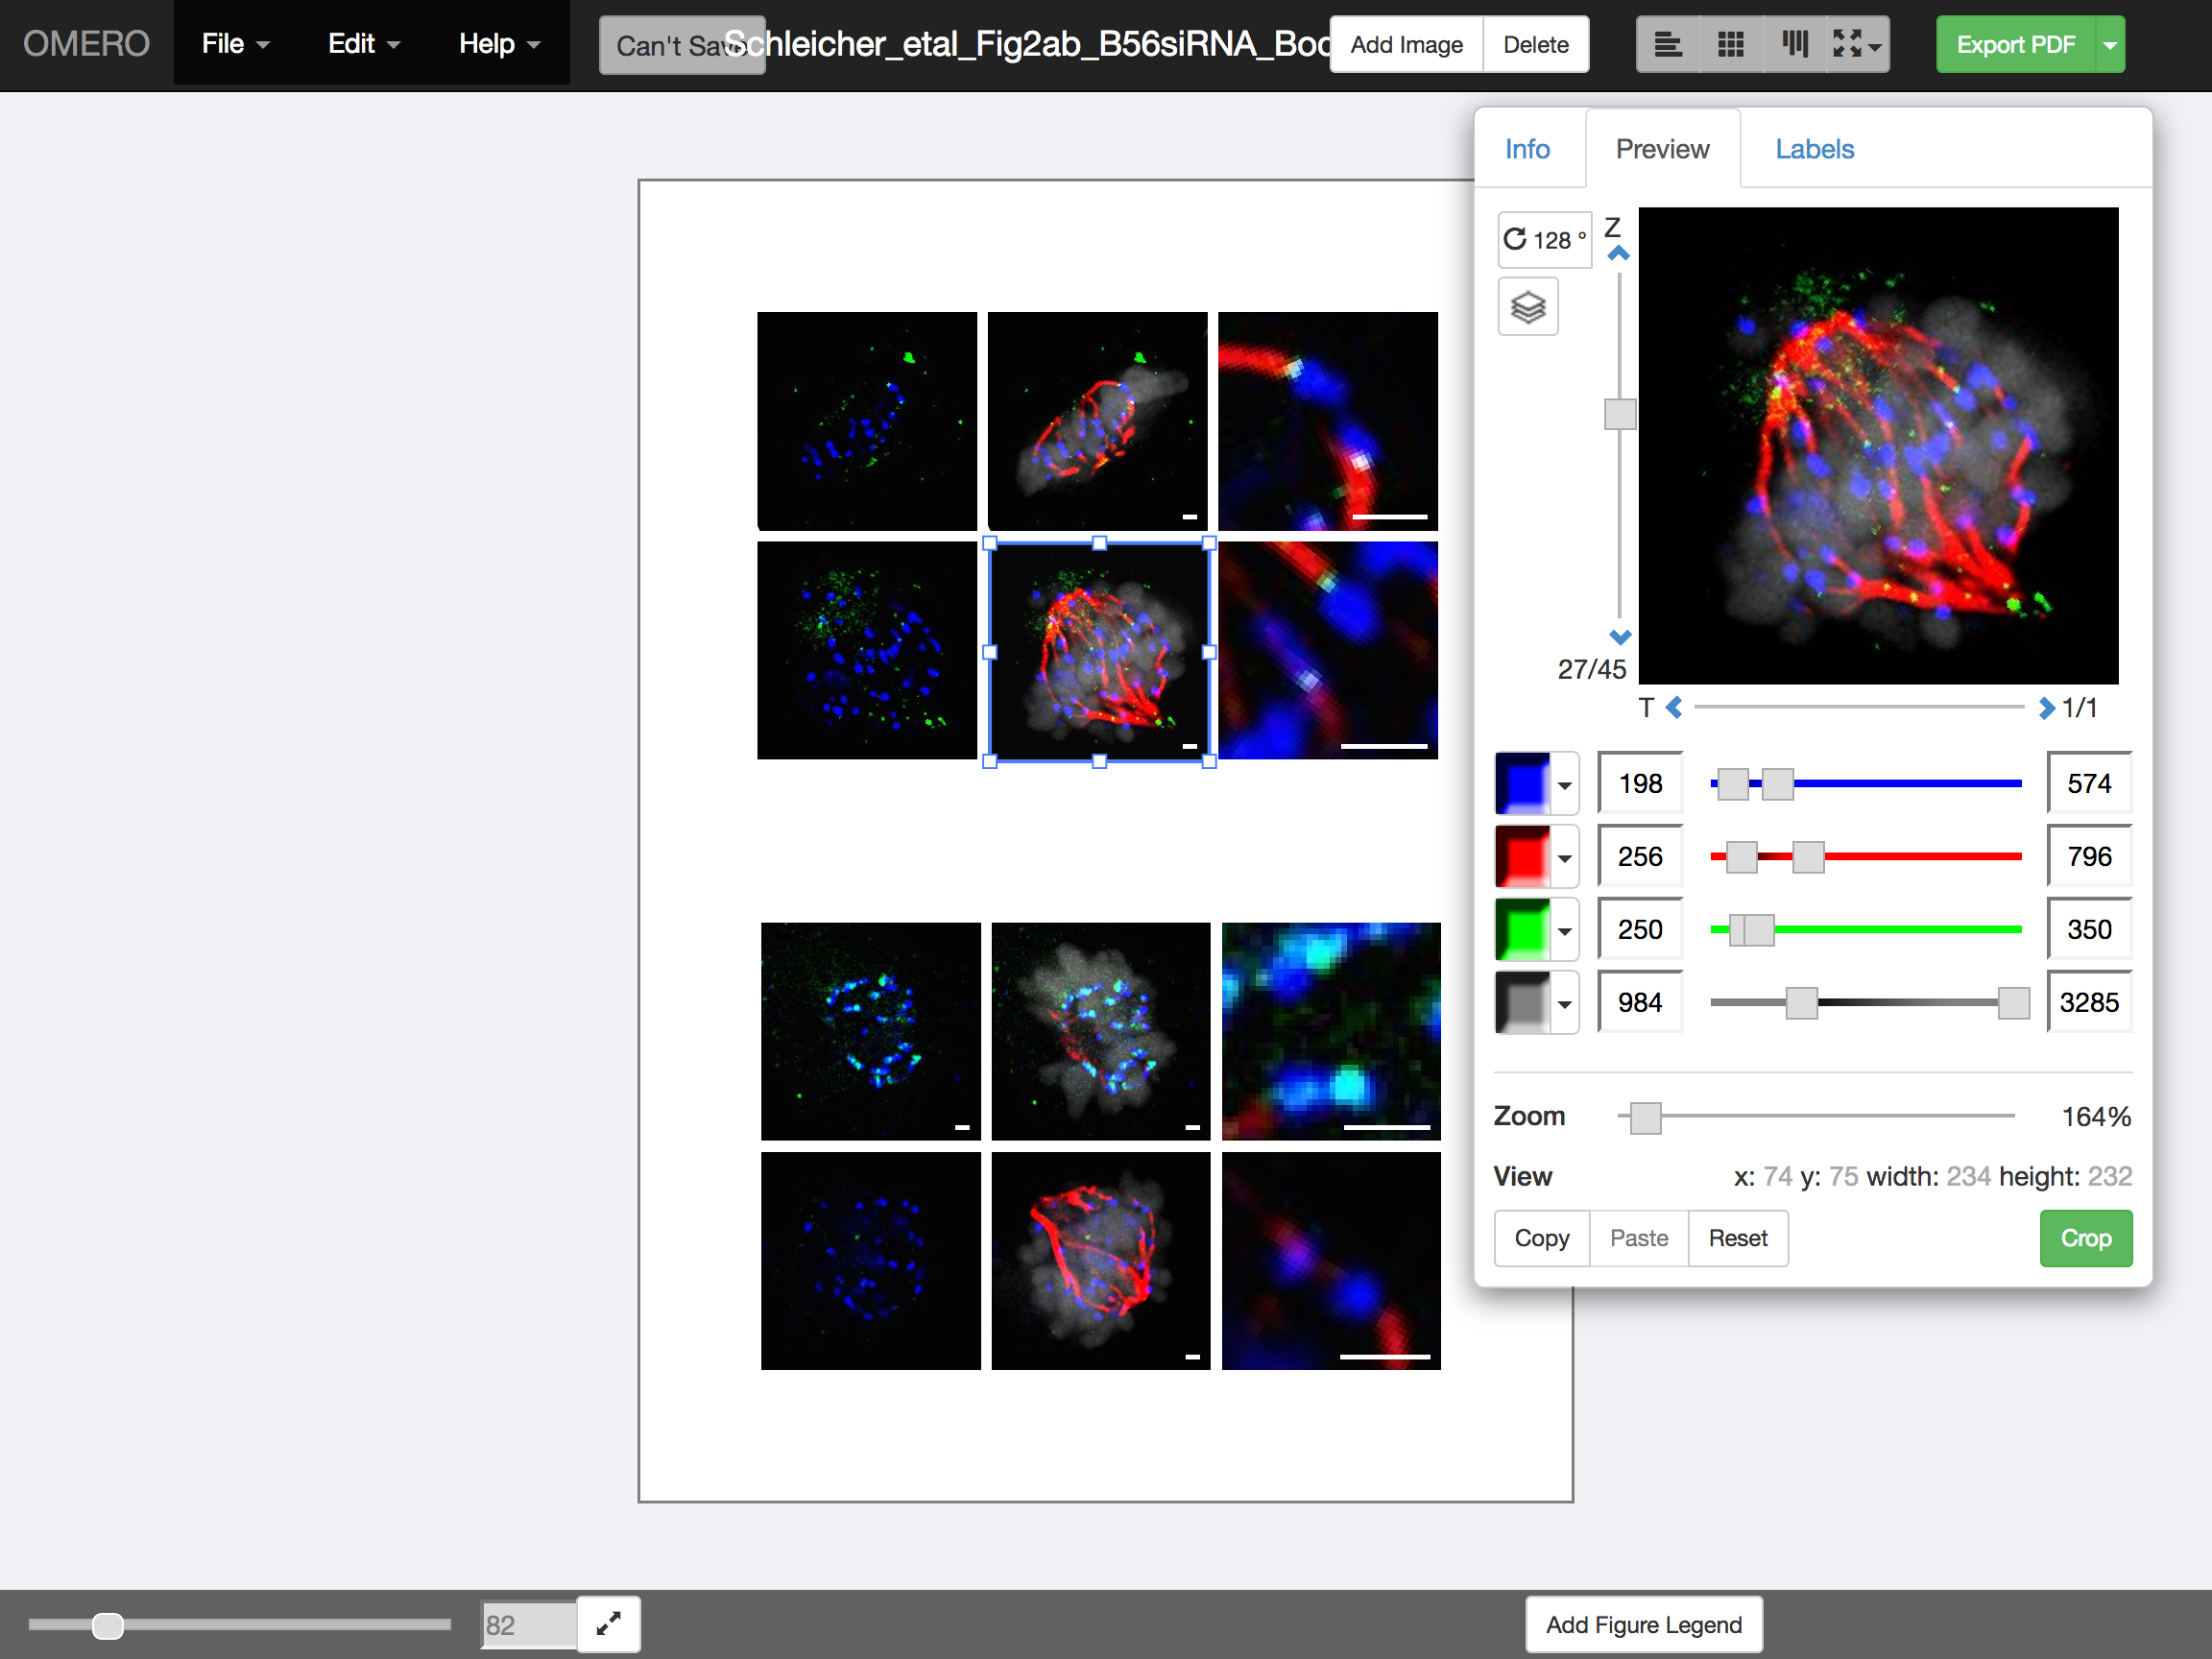 OMERO File Edit Help Can't Save Schleicher_etal_Fig2ab_B56siRNA_Boo Add Image Delete Export PDF
Info Preview Labels
128 ° Z
27/45
T 1/1
198 574
256 796
250 350
984 3285
Zoom 164%
View x: 74 y: 75 width: 234 height: 232
Copy Paste Reset Crop
82 Add Figure Legend